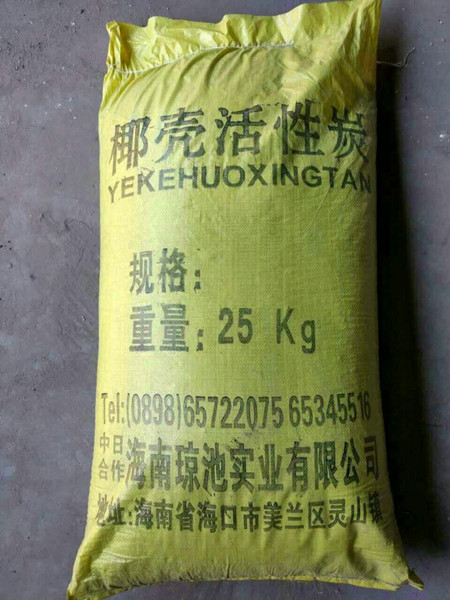 椰壳活性炭
YEKEHUOXINGTAN
规格:
重量: 25 Kg
Tel:(0898)65722075 65345516
中日合作海南琼池实业有限公司
地址:海南省海口市美兰区灵山镇